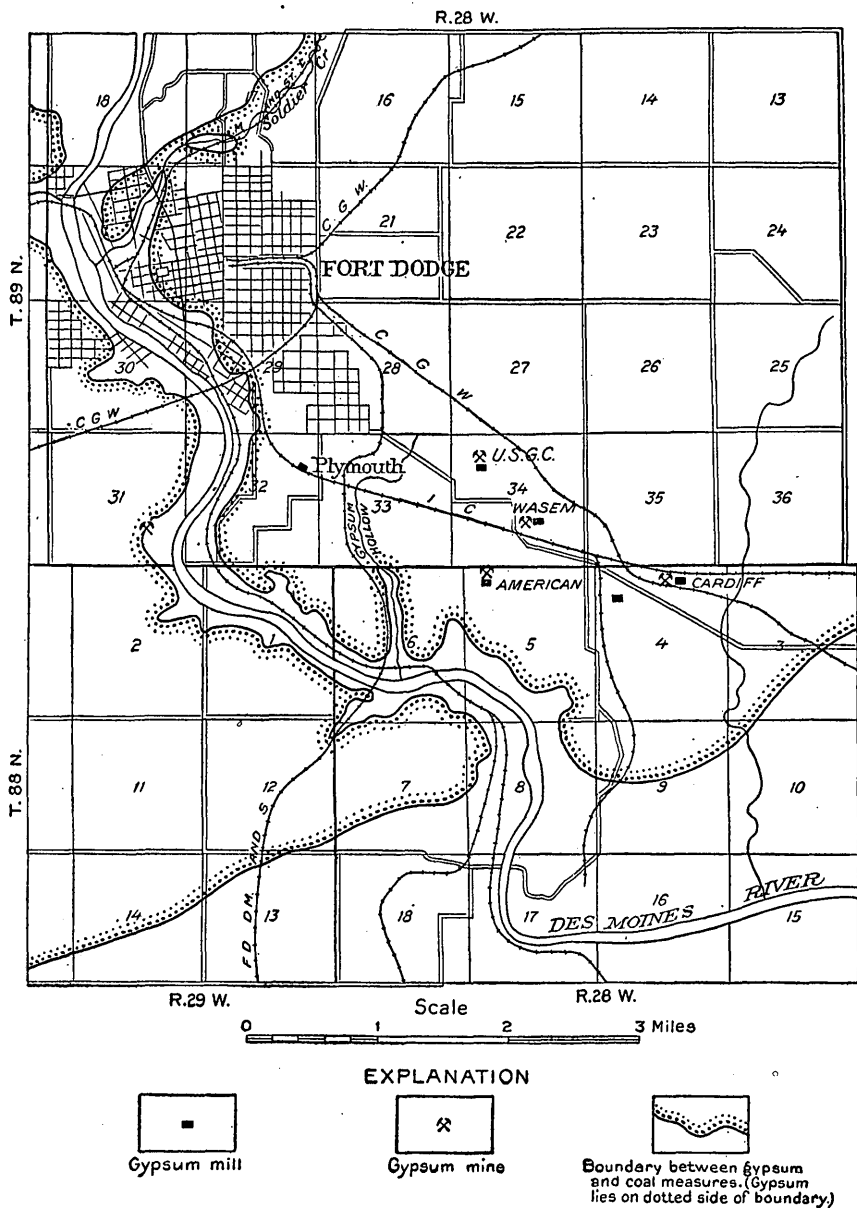 R.28 W.
18
16
15
14
13
M AND ST. L
Soldier Cr
C G W.
21
22
23
24
FORT DODGE
T. 89 N.
30
29
28
27
26
25
C G W
C G W
31
32
33
34
35
36
Plymouth
U.S.G.C.
WASEM
I C
GYPSUM HOLLOW
AMERICAN
CARDIFF
2
1
6
5
4
3
T. 88 N.
11
12
7
8
9
10
FD DM. AND S
14
13
18
17
16
15
DES MOINES RIVER
R.29 W.
R.28 W.
Scale
0 1 2 3 Miles
EXPLANATION
Gypsum mill
Gypsum mine
Boundary between gypsum
and coal measures. (Gypsum
lies on dotted side of boundary.)